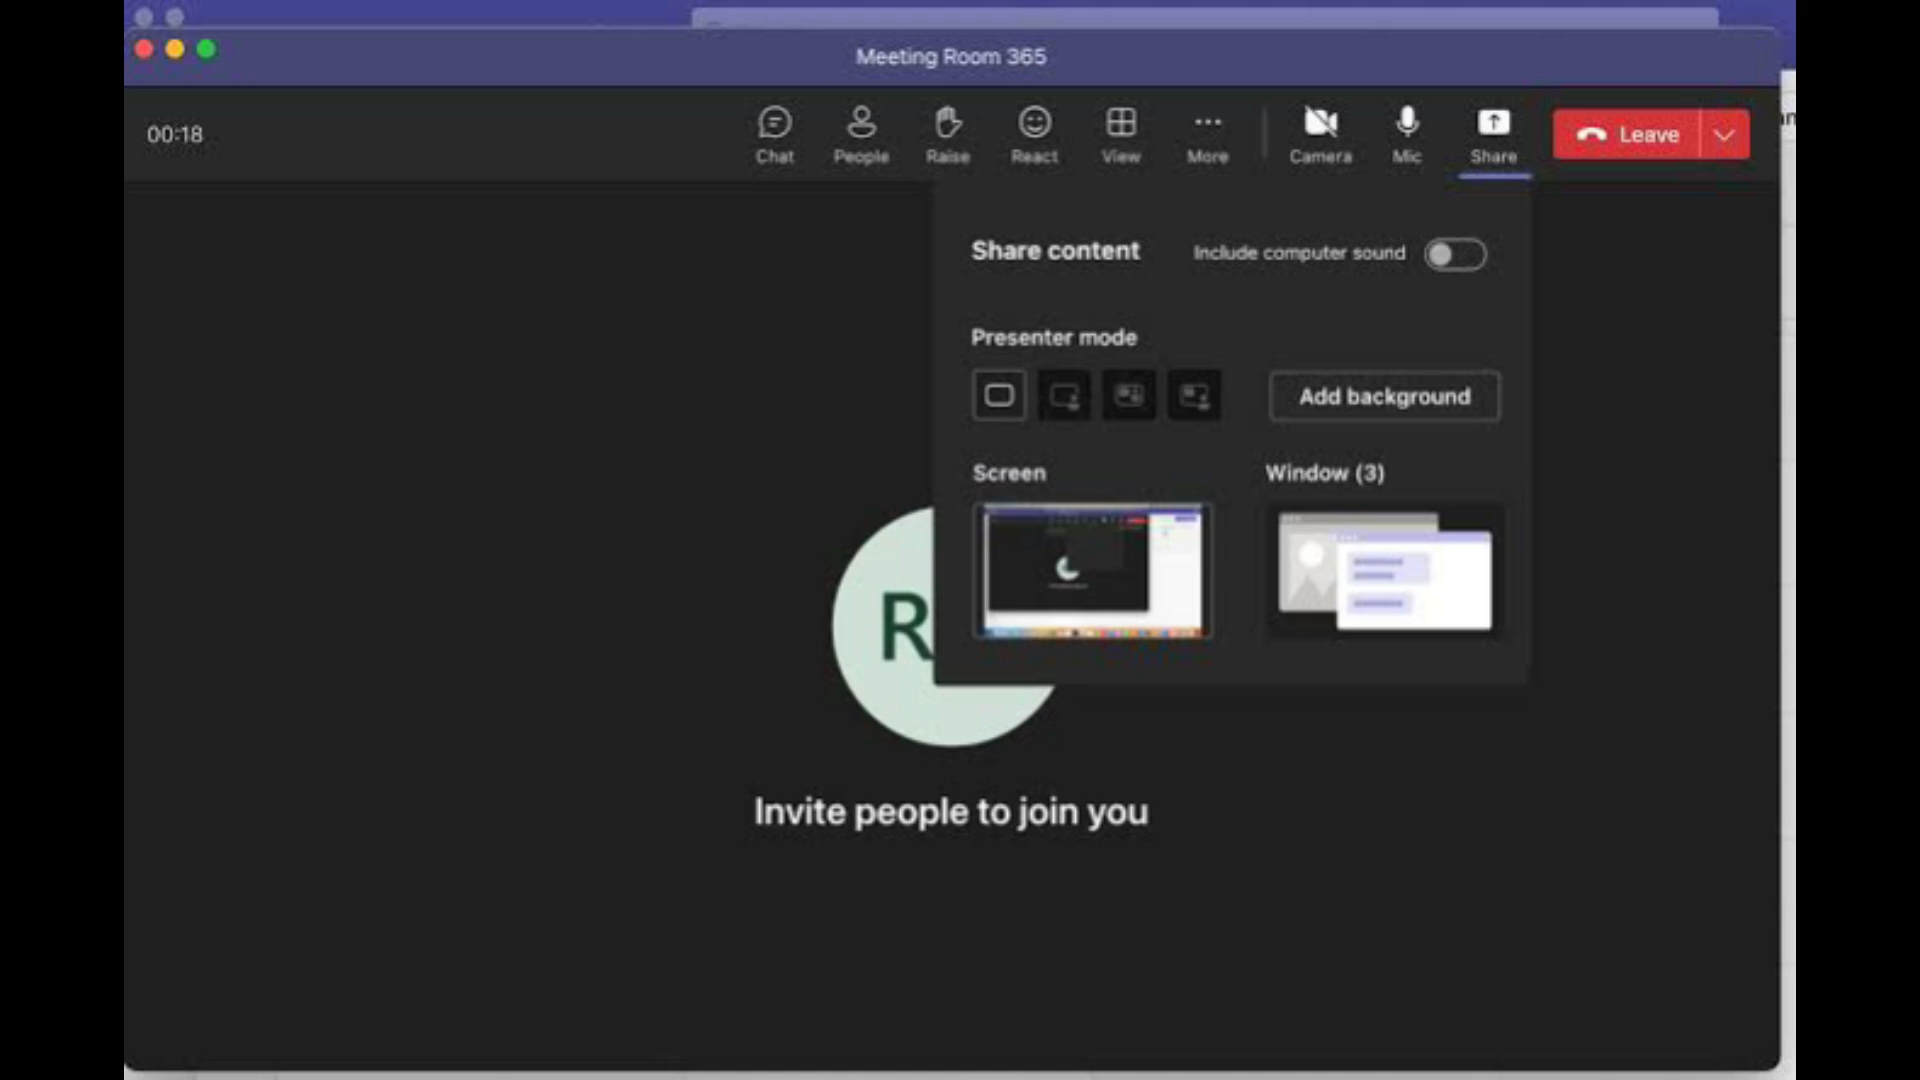 Meeting Room 365
00:18
Chat
People
Raise
React
View
More
Camera
Mic
Share
Leave
Share content
Include computer sound
Presenter mode
Add background
Screen
Window (3)
R
Invite people to join you